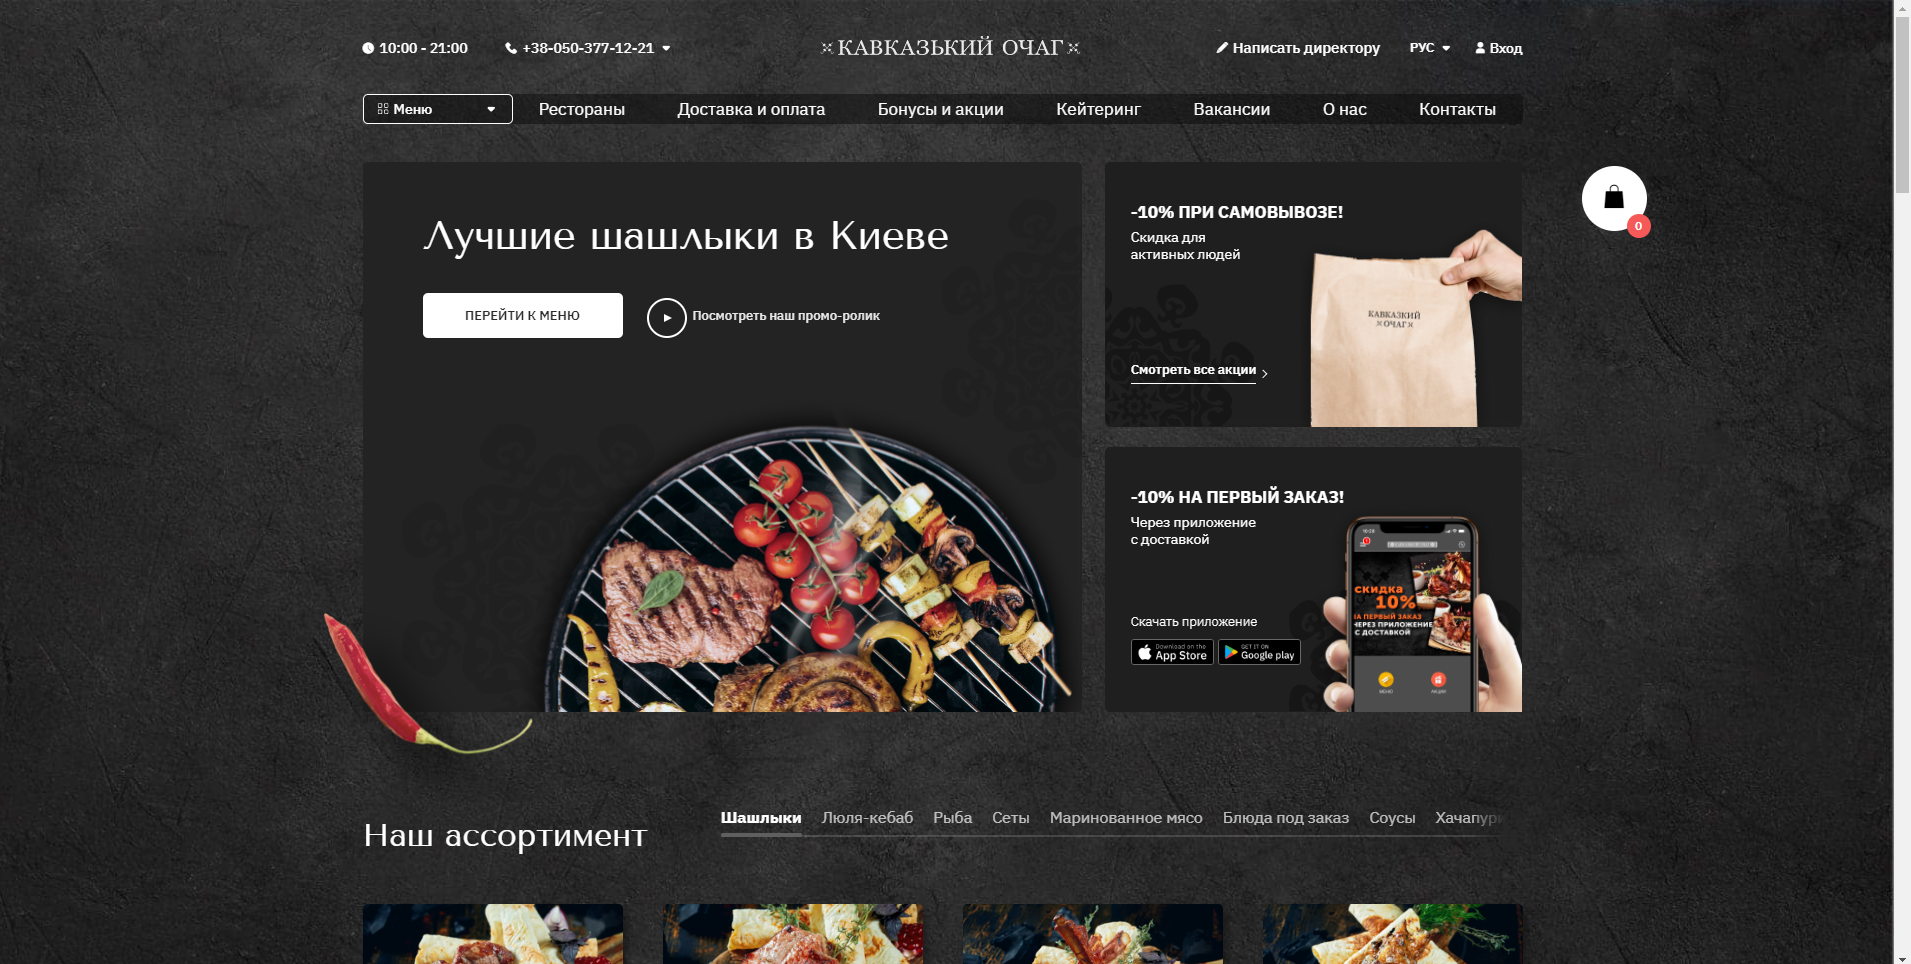 10:00 - 21:00
+38-050-377-12-21
КАВКАЗЬКИЙ ОЧАГ
Написать директору
РУС
Вход
Меню
Рестораны
Доставка и оплата
Бонусы и акции
Кейтеринг
Вакансии
О нас
Контакты
Лучшие шашлыки в Киеве
ПЕРЕЙТИ К МЕНЮ
Посмотреть наш промо-ролик
-10% ПРИ САМОВЫВОЗЕ!
Скидка для
активных людей
КАВКАЗКИЙ
ОЧАГ
Смотреть все акции
0
-10% НА ПЕРВЫЙ ЗАКАЗ!
Через приложение
с доставкой
Скачать приложение
Download on the
App Store
GET IT ON
Google play
СКИДКА
10%
НА ПЕРВЫЙ ЗАКАЗ
ЧЕРЕЗ ПРИЛОЖЕНИЕ
С ДОСТАВКОЙ
МЕНЮ
АКЦИИ
Наш ассортимент
Шашлыки
Люля-кебаб
Рыба
Сеты
Маринованное мясо
Блюда под заказ
Соусы
Хачапури